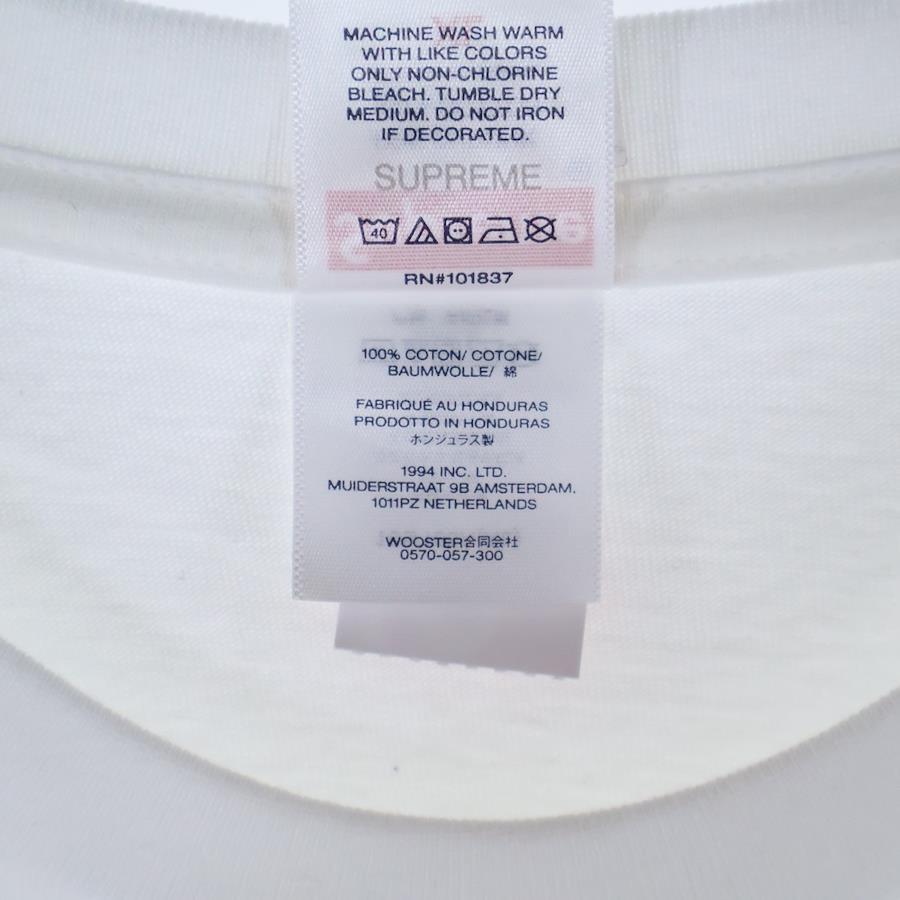 MACHINE WASH WARM
WITH LIKE COLORS
ONLY NON-CHLORINE
BLEACH. TUMBLE DRY
MEDIUM. DO NOT IRON
IF DECORATED.
SUPREME
40
RN#101837
100% COTON/ COTONE/
BAUMWOLLE/ 綿
FABRIQUÉ AU HONDURAS
PRODOTTO IN HONDURAS
ホンジュラス製
1994 INC. LTD.
MUIDERSTRAAT 9B AMSTERDAM.
1011PZ NETHERLANDS
WOOSTER合同会社
0570-057-300